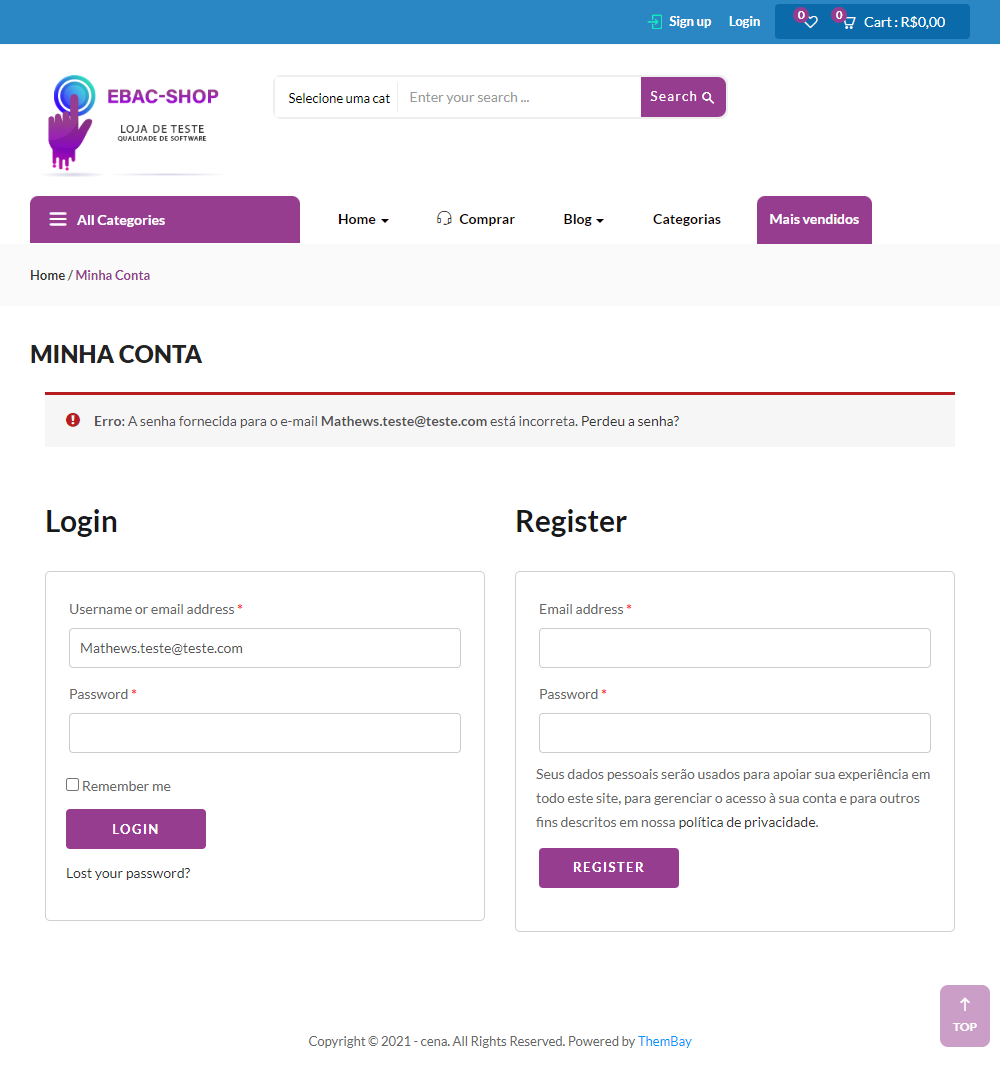 Sign up Login 0 0 Cart : R$0,00
EBAC-SHOP
LOJA DE TESTE
QUALIDADE DE SOFTWARE
Selecione uma cat Enter your search ... Search
All Categories Home Comprar Blog Categorias Mais vendidos
Home / Minha Conta
MINHA CONTA
Erro: A senha fornecida para o e-mail Mathews.teste@teste.com está incorreta. Perdeu a senha?
Login
Username or email address *
Mathews.teste@teste.com
Password *
Remember me
LOGIN
Lost your password?
Register
Email address *
Password *
Seus dados pessoais serão usados para apoiar sua experiência em
todo este site, para gerenciar o acesso à sua conta e para outros
fins descritos em nossa política de privacidade.
REGISTER
TOP
Copyright © 2021 - cena. All Rights Reserved. Powered by ThemBay